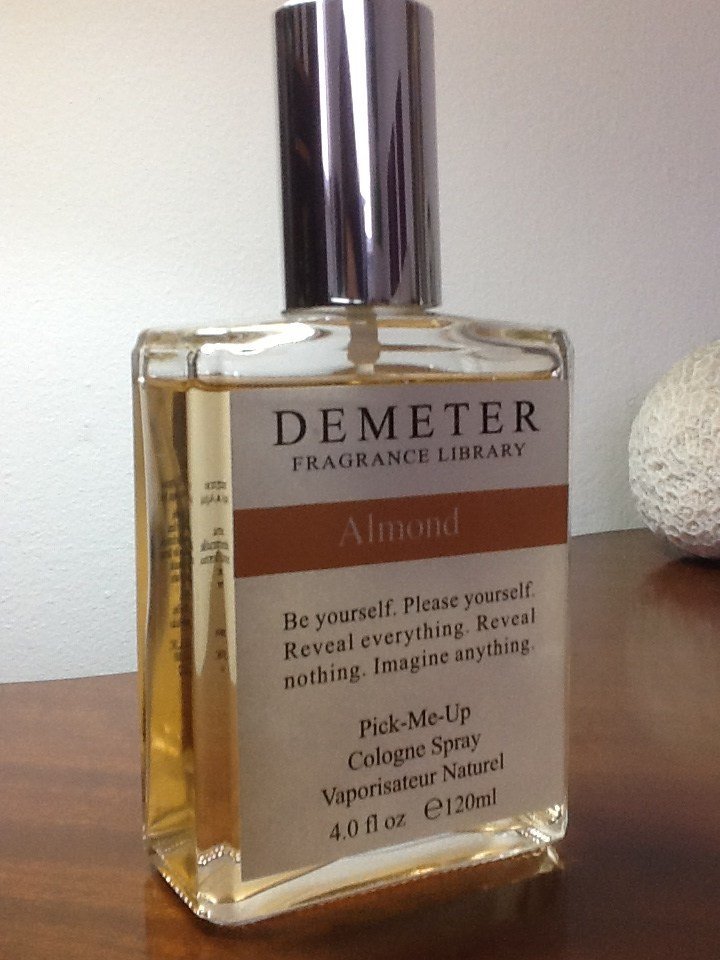 DEMETER
FRAGRANCE LIBRARY
Almond
Be yourself. Please yourself.
Reveal everything. Reveal
nothing. Imagine anything.
Pick-Me-Up
Cologne Spray
Vaporisateur Naturel
4.0 fl oz ℮120ml